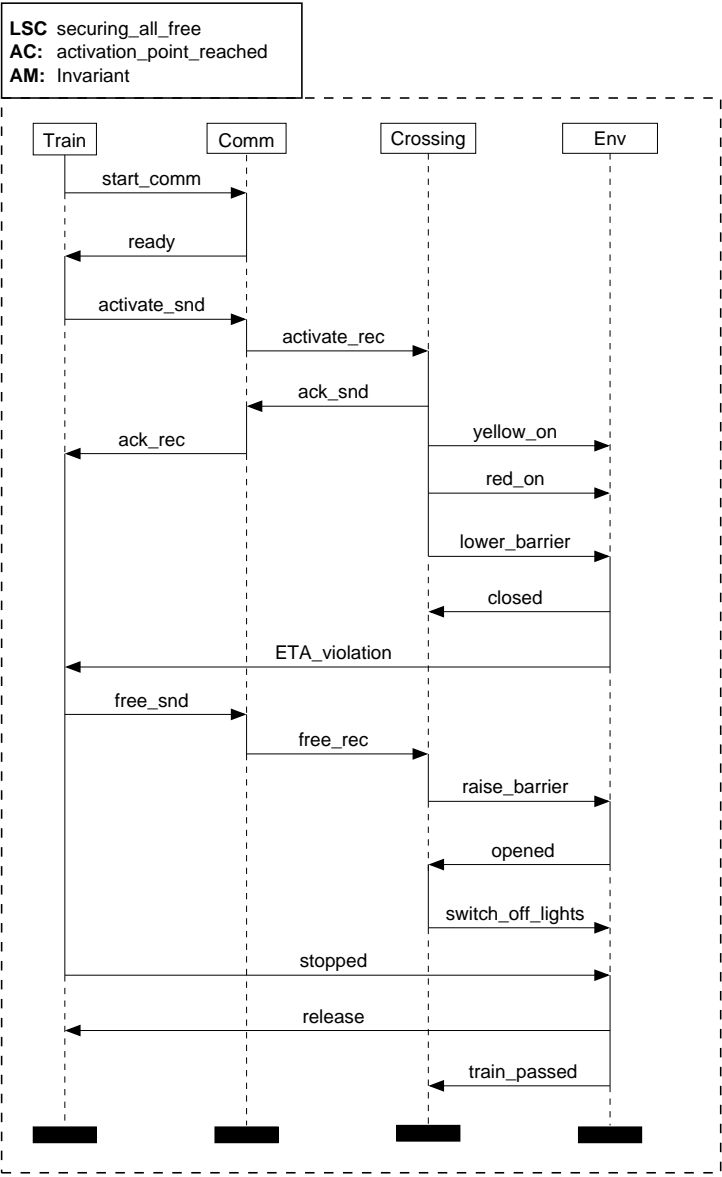 LSC securing_all_free
AC: activation_point_reached
AM: Invariant
Train Comm Crossing Env
start_comm
ready
activate_snd
activate_rec
ack_snd
yellow_on
ack_rec
red_on
lower_barrier
closed
ETA_violation
free_snd
free_rec
raise_barrier
opened
switch_off_lights
stopped
release
train_passed